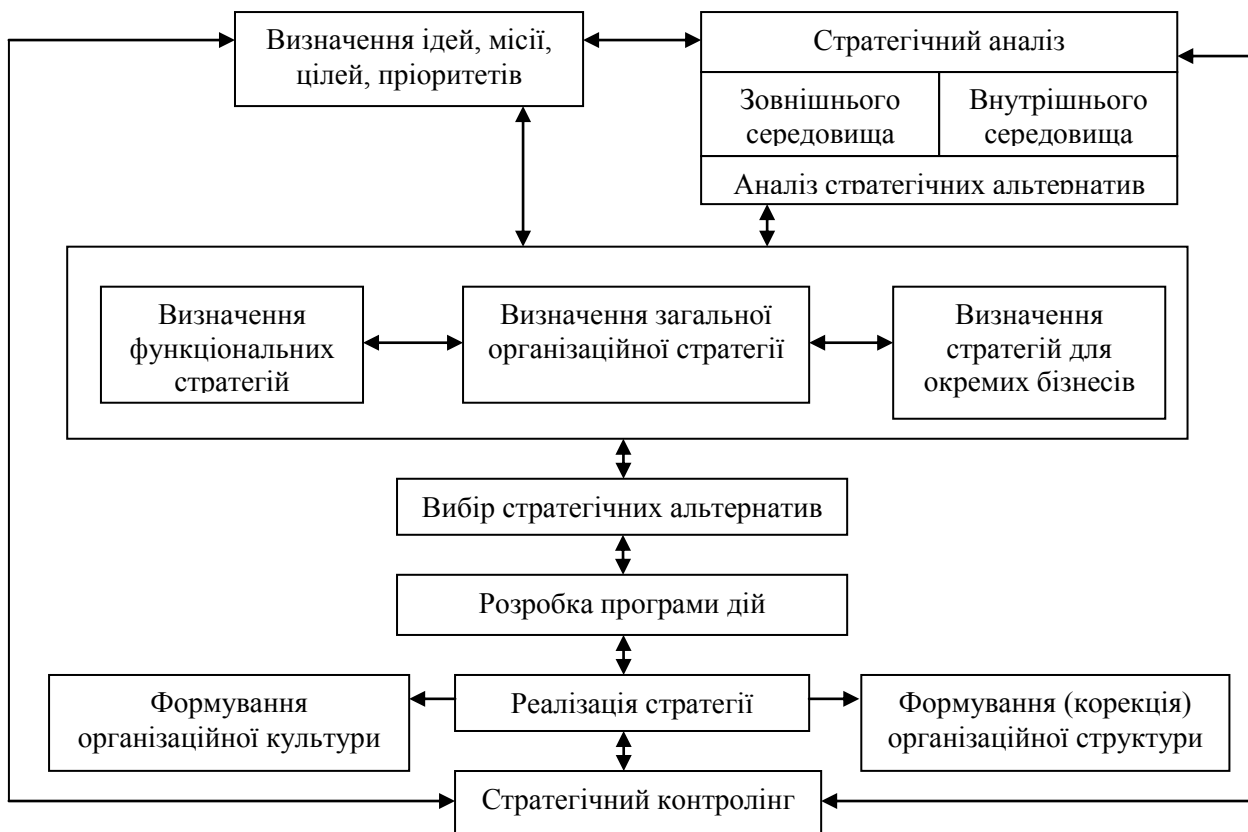 Визначення ідей, місії,
цілей, пріоритетів
Стратегічний аналіз
Зовнішнього
середовища
Внутрішнього
середовища
Аналіз стратегічних альтернатив
Визначення
функціональних
стратегій
Визначення загальної
організаційної стратегії
Визначення
стратегій для
окремих бізнесів
Вибір стратегічних альтернатив
Розробка програми дій
Формування
організаційної культури
Реалізація стратегії
Формування (корекція)
організаційної структури
Стратегічний контролінг